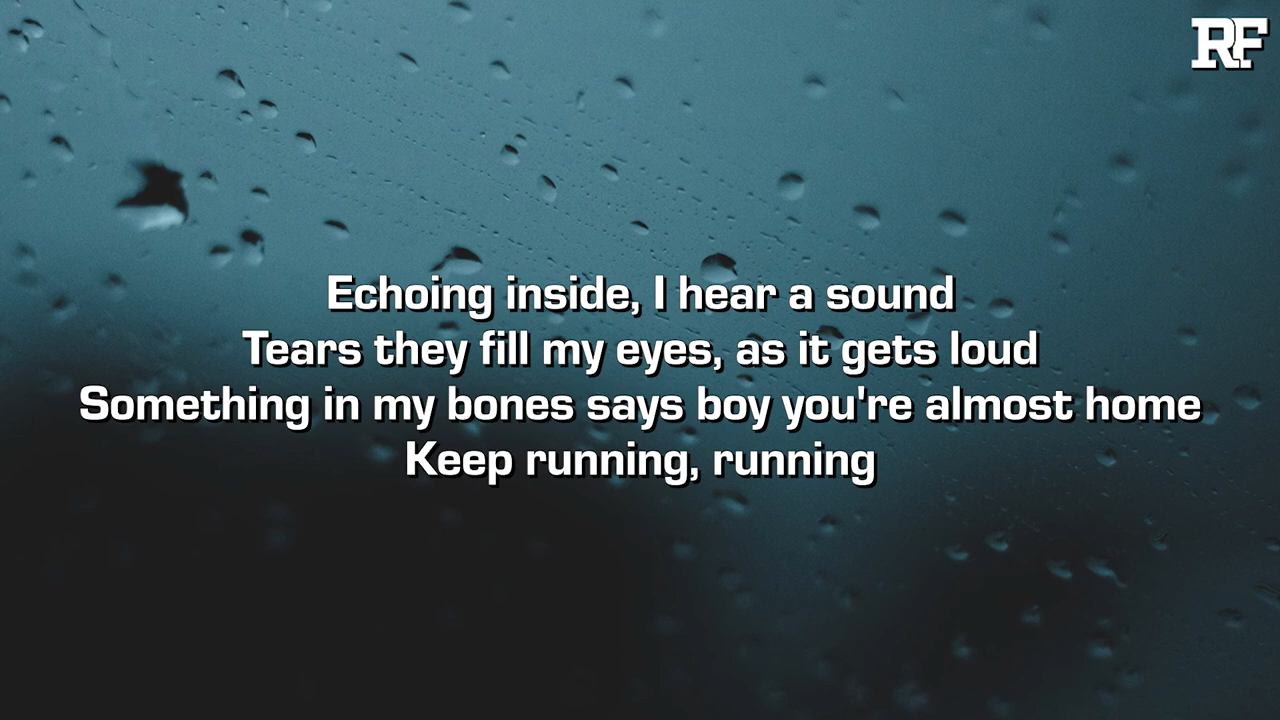 RF
Echoing inside, I hear a sound
Tears they fill my eyes, as it gets loud
Something in my bones says boy you're almost home
Keep running, running